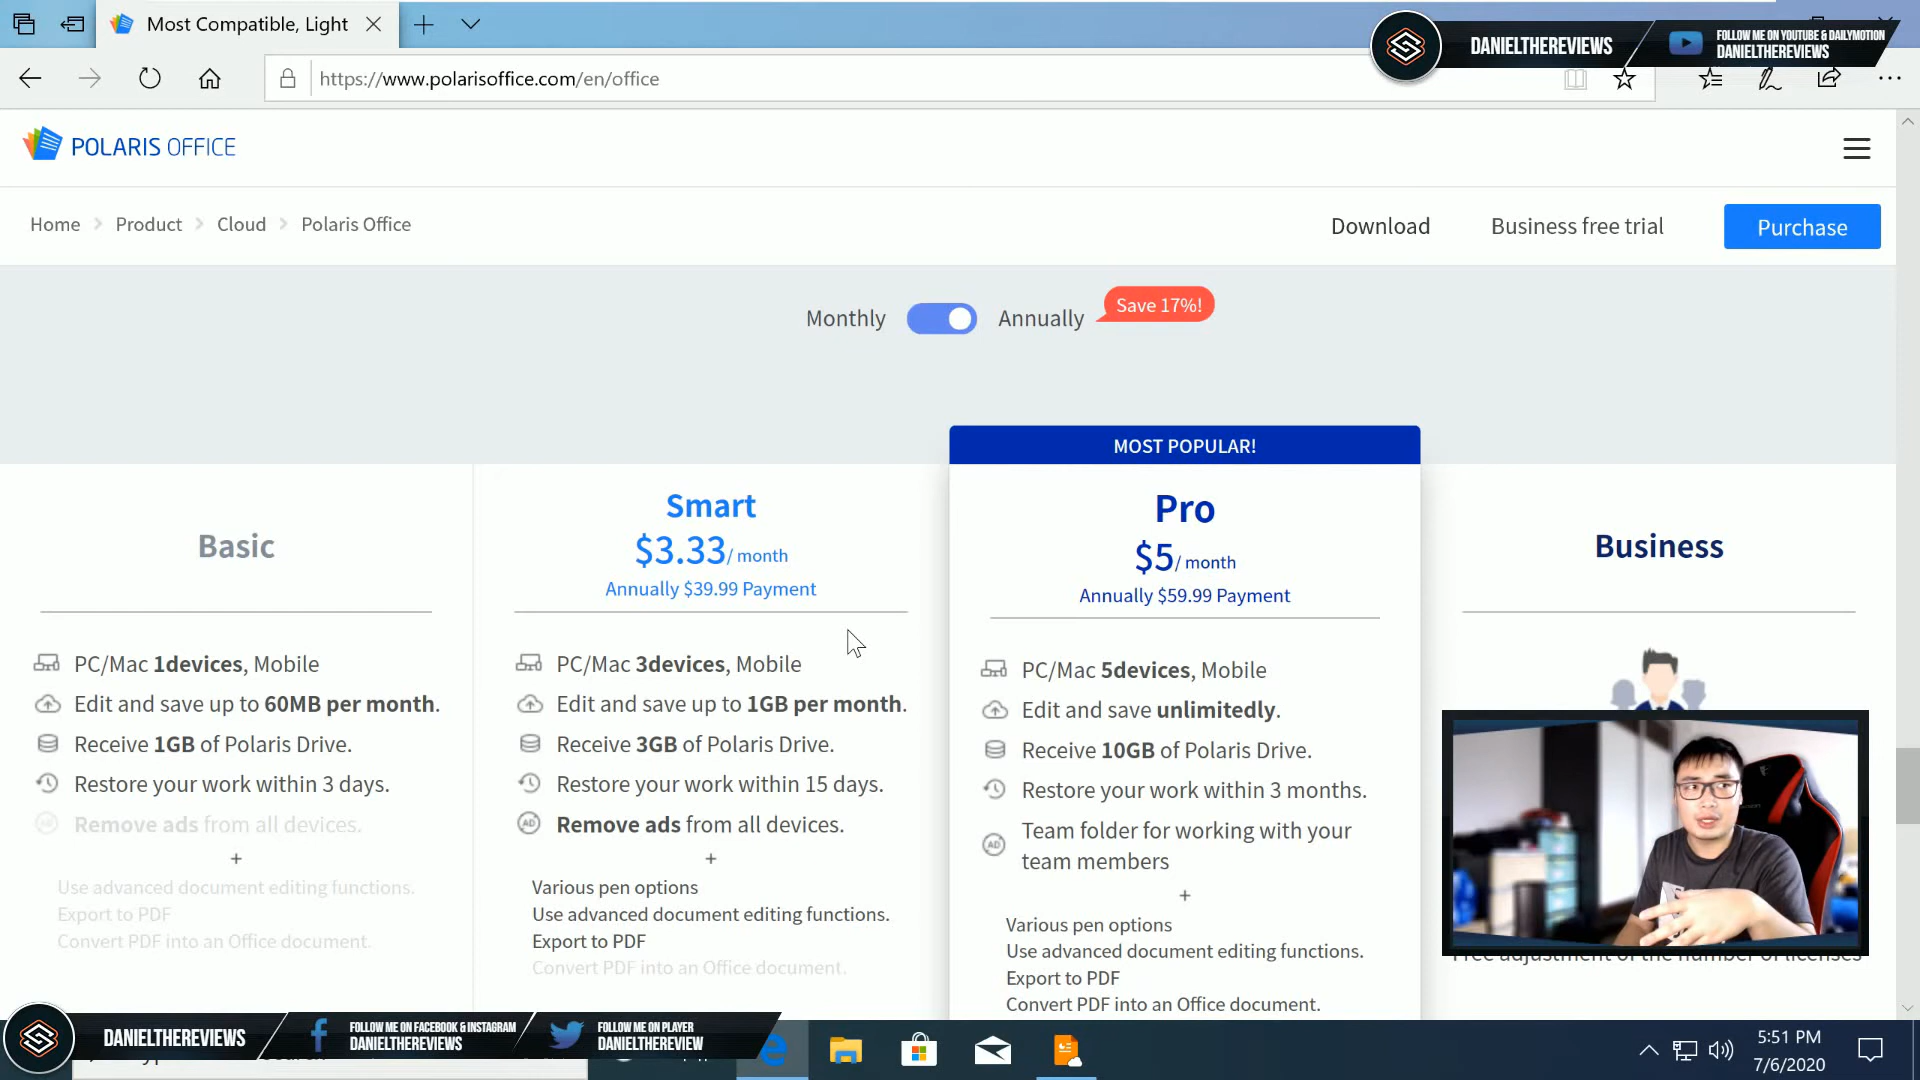 Most Compatible, Light
DANIELTHEREVIEWS
FOLLOW ME ON YOUTUBE & DAILYMOTION
DANIELTHEREVIEWS
https://www.polarisoffice.com/en/office
POLARIS OFFICE
Home > Product > Cloud > Polaris Office
Download
Business free trial
Purchase
Monthly
Annually
Save 17%!
MOST POPULAR!
Basic
PC/Mac 1devices, Mobile
Edit and save up to 60MB per month.
Receive 1GB of Polaris Drive.
Restore your work within 3 days.
Remove ads from all devices.
+
Use advanced document editing functions.
Export to PDF
Convert PDF into an Office document.
Smart
$3.33/ month
Annually $39.99 Payment
PC/Mac 3devices, Mobile
Edit and save up to 1GB per month.
Receive 3GB of Polaris Drive.
Restore your work within 15 days.
AD Remove ads from all devices.
+
Various pen options
Use advanced document editing functions.
Export to PDF
Convert PDF into an Office document.
Pro
$5/ month
Annually $59.99 Payment
PC/Mac 5devices, Mobile
Edit and save unlimitedly.
Receive 10GB of Polaris Drive.
Restore your work within 3 months.
AD Team folder for working with your
team members
+
Various pen options
Use advanced document editing functions.
Export to PDF
Convert PDF into an Office document.
Business
Free adjustment of the number of licenses
DANIELTHEREVIEWS
FOLLOW ME ON FACEBOOK & INSTAGRAM
DANIELTHEREVIEWS
FOLLOW ME ON PLAYER
DANIELTHEREVIEW
5:51 PM
7/6/2020